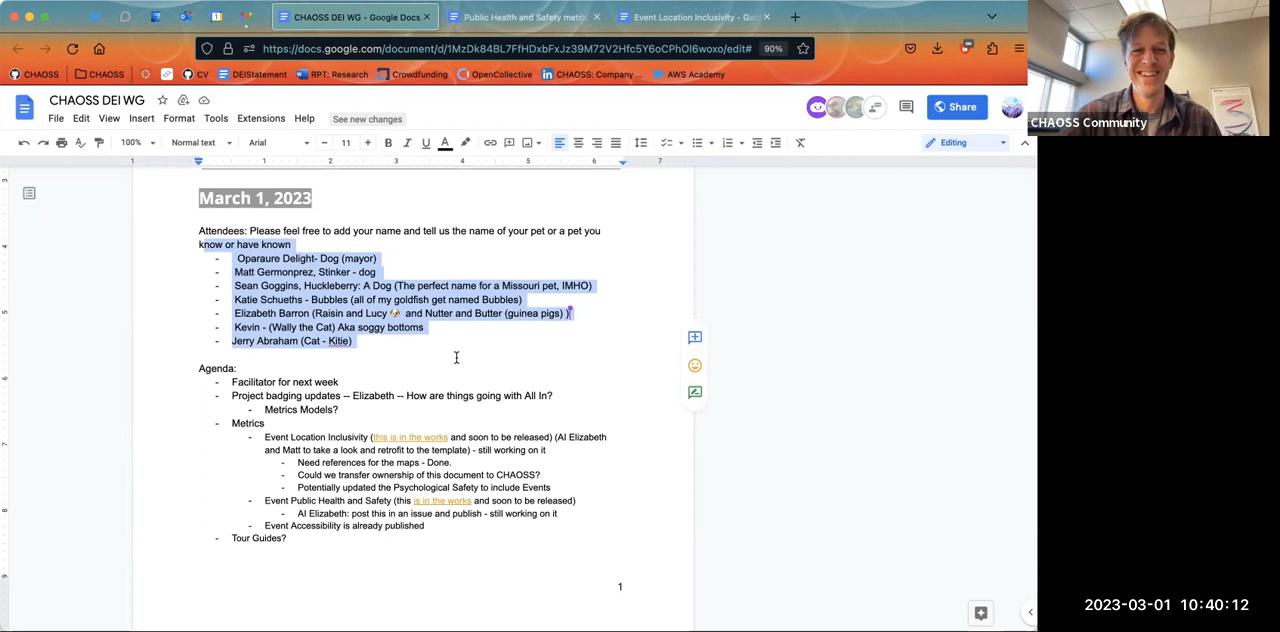 CHAOSS DEI WG - Google Docs
Public Health and Safety metric
Event Location Inclusivity - Goo
https://docs.google.com/document/d/1MzDk84BL7FfHDxbFxJz39M72V2Hfc5Y6oCPhOl6woxo/edit#
90%
CHAOSS
CHAOSS
CV
DEIStatement
RPT: Research
Crowdfunding
OpenCollective
CHAOSS: Company ...
AWS Academy
CHAOSS DEI WG
File Edit View Insert Format Tools Extensions Help
See new changes
Share
100%
Normal text
Arial
11
Editing
1 1 2 3 4 5 6 7
March 1, 2023
Attendees: Please feel free to add your name and tell us the name of your pet or a pet you
know or have known
- Oparaure Delight- Dog (mayor)
- Matt Germonprez, Stinker - dog
- Sean Goggins, Huckleberry: A Dog (The perfect name for a Missouri pet, IMHO)
- Katie Schueths - Bubbles (all of my goldfish get named Bubbles)
- Elizabeth Barron (Raisin and Lucy 🐶 and Nutter and Butter (guinea pigs) )
- Kevin - (Wally the Cat) Aka soggy bottoms
- Jerry Abraham (Cat - Kitie)
Agenda:
- Facilitator for next week
- Project badging updates -- Elizabeth -- How are things going with All In?
- Metrics Models?
- Metrics
- Event Location Inclusivity (this is in the works and soon to be released) (AI Elizabeth
and Matt to take a look and retrofit to the template) - still working on it
- Need references for the maps - Done.
- Could we transfer ownership of this document to CHAOSS?
- Potentially updated the Psychological Safety to include Events
- Event Public Health and Safety (this is in the works and soon to be released)
- AI Elizabeth: post this in an issue and publish - still working on it
- Event Accessibility is already published
- Tour Guides?
1
CHAOSS Community
2023-03-01 10:40:12